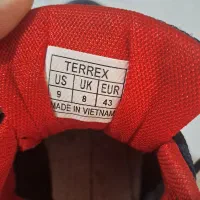 TERREX
US UK EUR
9 8 43
MADE IN VIETNAM